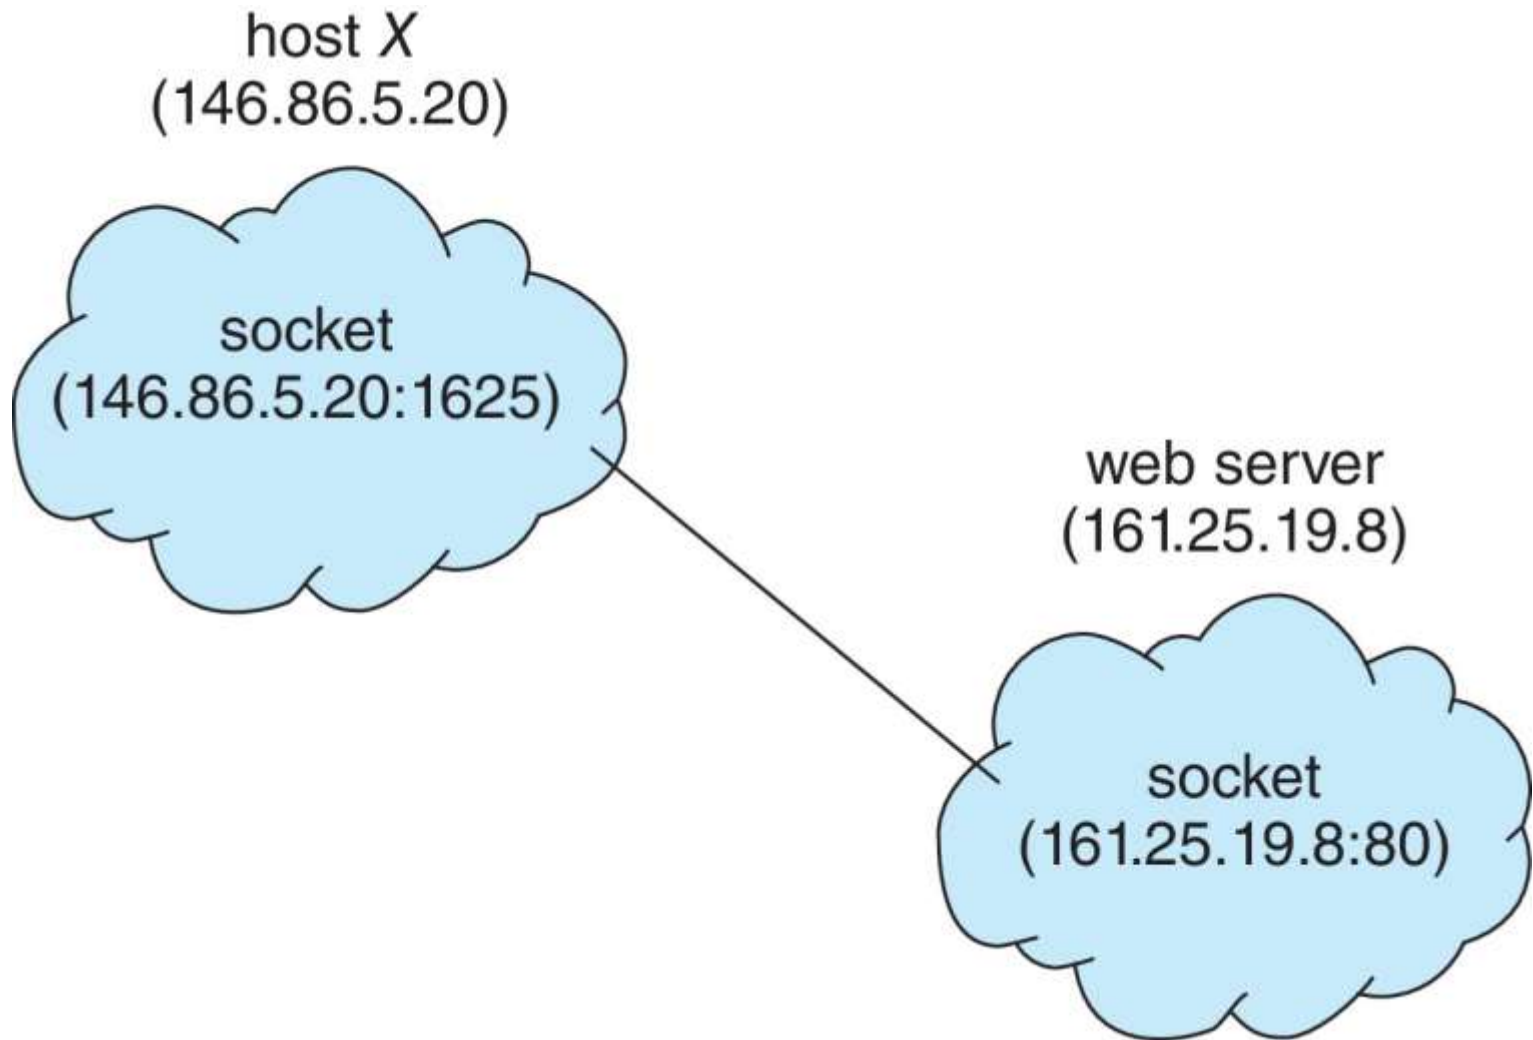 host X
(146.86.5.20)
socket
(146.86.5.20:1625)
web server
(161.25.19.8)
socket
(161.25.19.8:80)